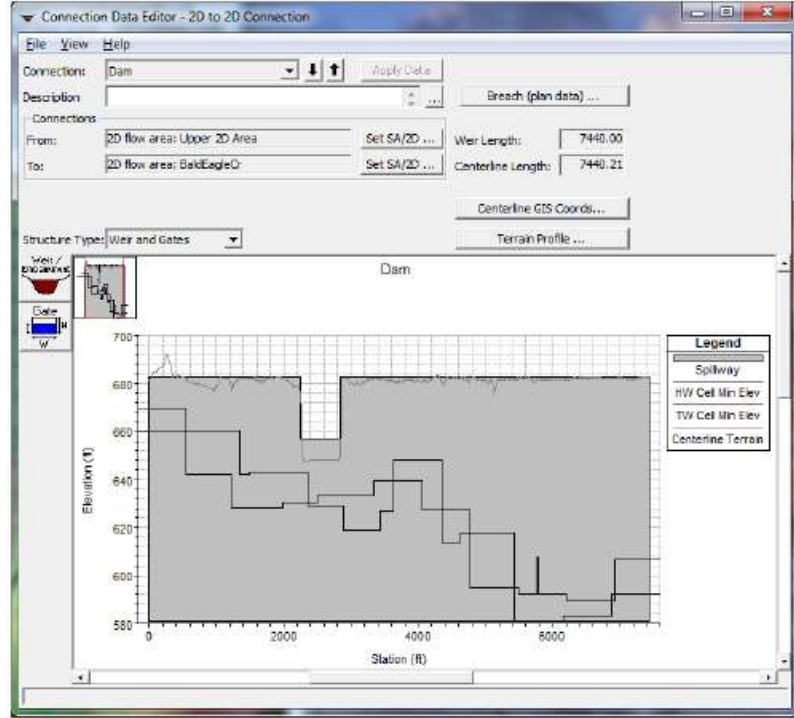 Connection Data Editor - 2D to 2D Connection
File View Help
Connection: Dam Apply Data
Description ... Breach (plan data) ...
Connections
From: 2D flow area: Upper 2D Area Set SA/2D ... Weir Length: 7440.00
To: 2D flow area: BaldEagleCr Set SA/2D ... Centerline Length: 7440.21
Centerline GIS Coords...
Structure Type: Weir and Gates Terrain Profile ...
Weir /
Embankment
Gate
H
W
Dam
700
680
660
640
620
600
580
Elevation (ft)
0 2000 4000 6000
Station (ft)
Legend
Spillway
HW Cell Min Elev
TW Cell Min Elev
Centerline Terrain